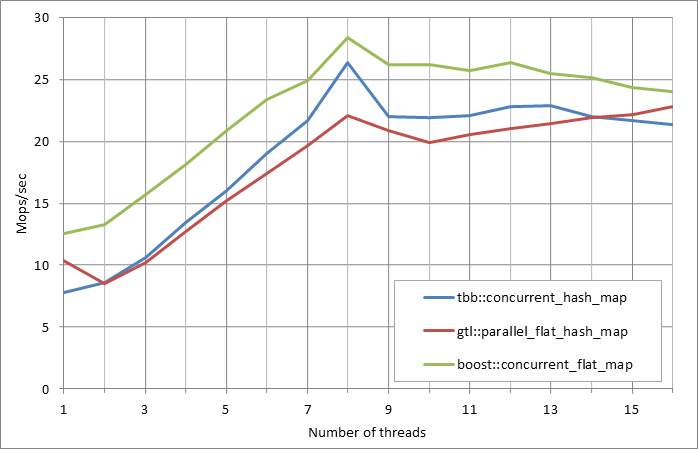 30
25
20
15
10
5
0
Mops/sec
tbb::concurrent_hash_map
gtl::parallel_flat_hash_map
boost::concurrent_flat_map
1 3 5 7 9 11 13 15
Number of threads